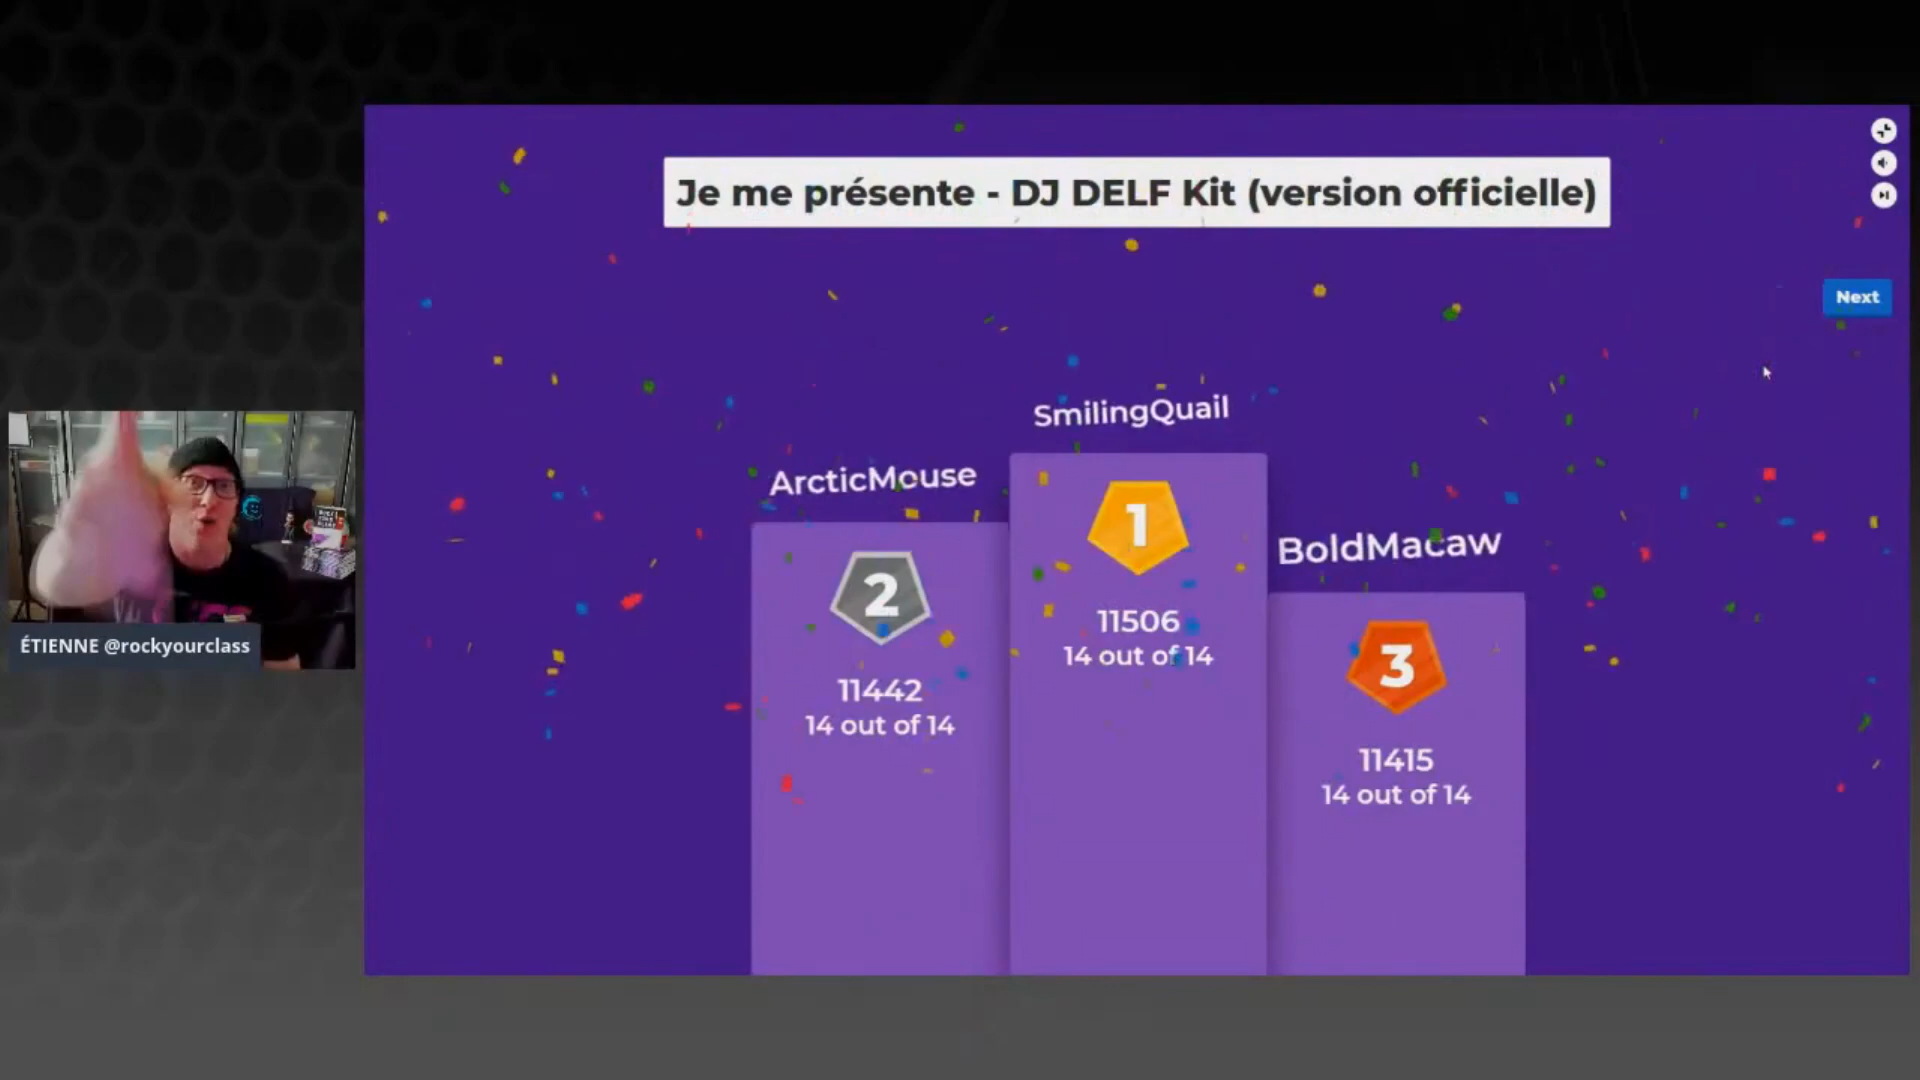 Je me présente - DJ DELF Kit (version officielle)
Next
SmilingQuail
1
11506
14 out of 14
ArcticMouse
2
11442
14 out of 14
BoldMacaw
3
11415
14 out of 14
ÉTIENNE @rockyourclass